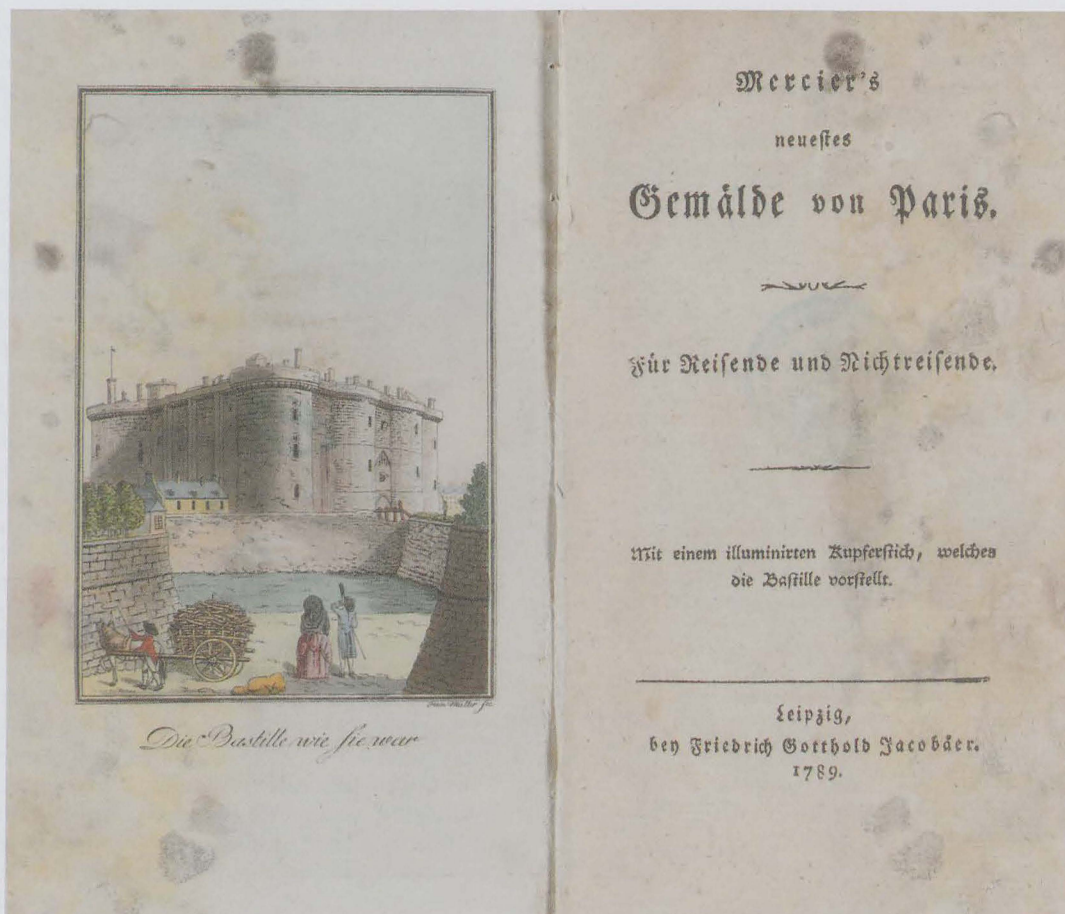 Die Bastille wie sie war
Mercier's
neueſtes
Gemälde von Paris.
Für Reiſende und Nichtreiſende.
Mit einem illuminirten Kupferſtich, welches
die Baſtille vorſtellt.
Leipzig,
bey Friedrich Gotthold Jacobäer.
1789.